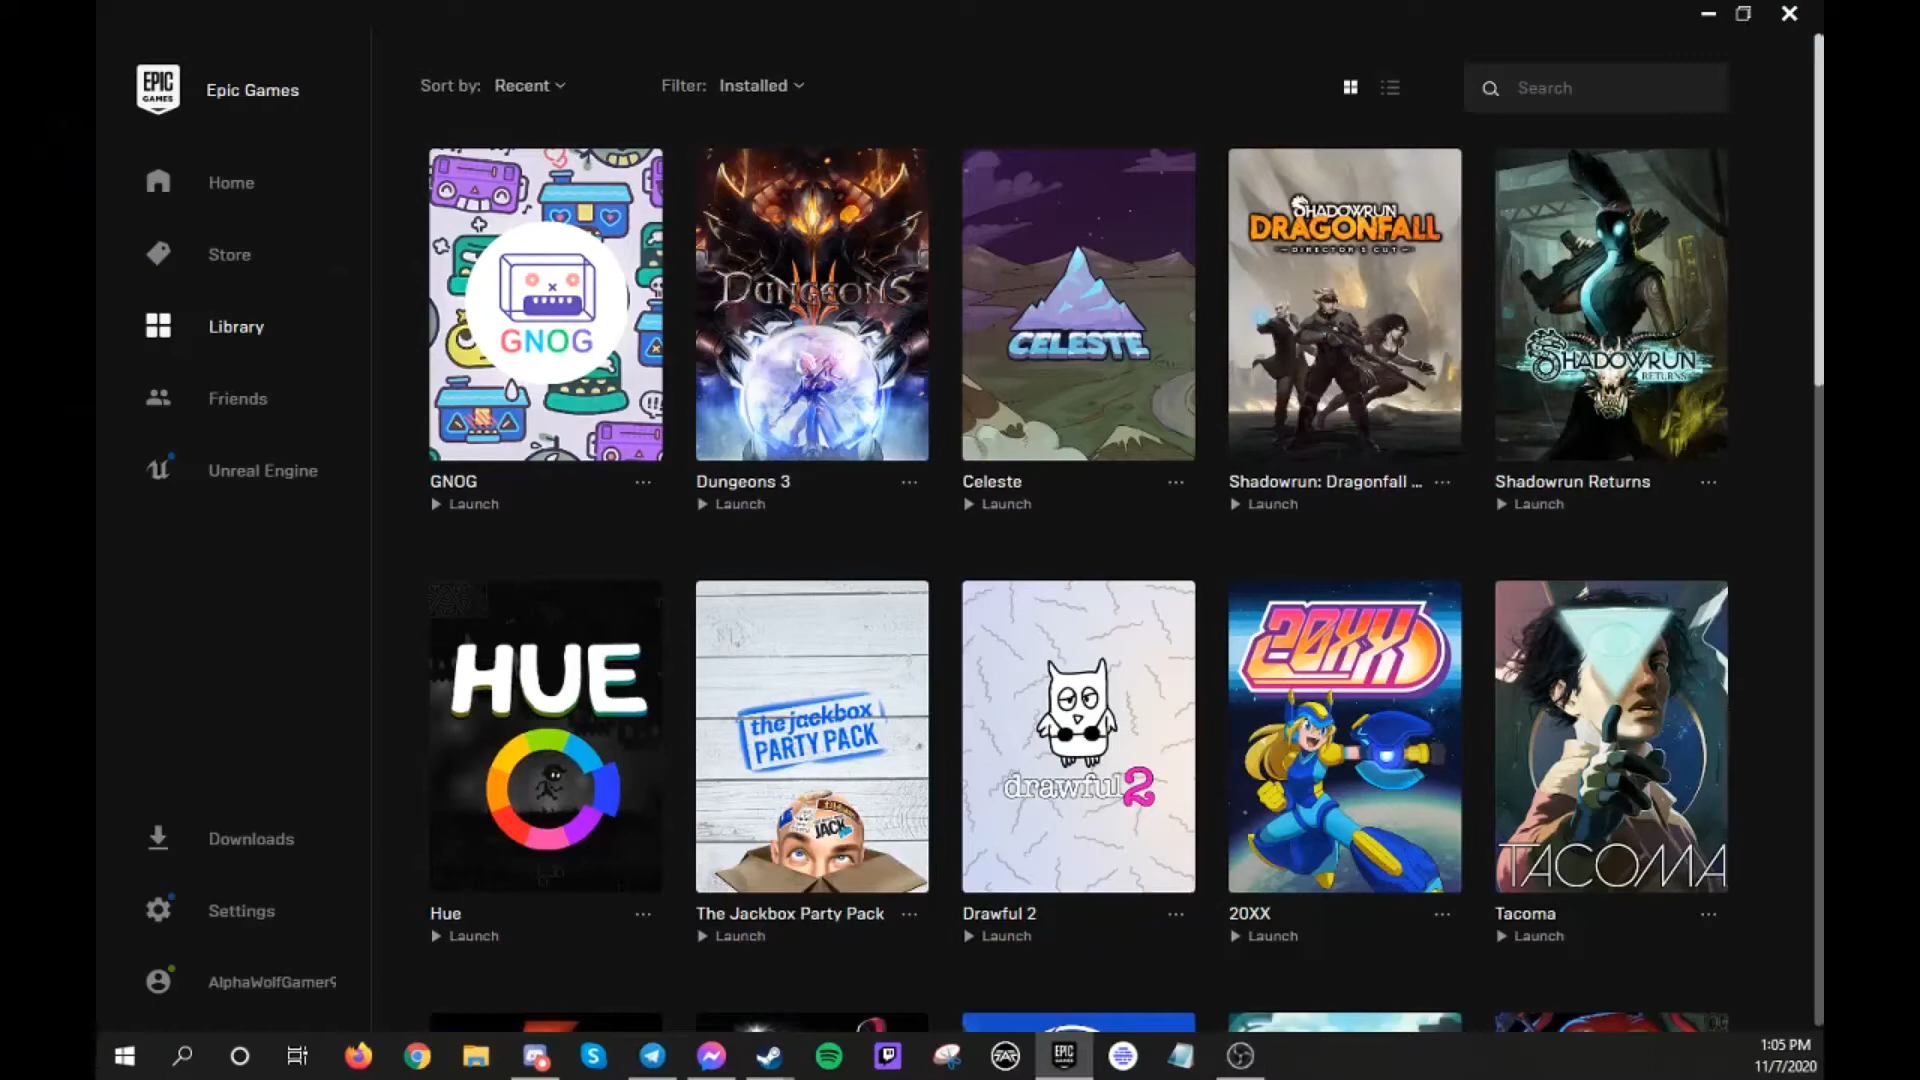 EPIC
GAMES
Epic Games
Sort by: Recent
Filter: Installed
Search
Home
Store
Library
Friends
Unreal Engine
Downloads
Settings
AlphaWolfGamer9
GNOG
DUNGEONS
CELESTE
SHADOWRUN
DRAGONFALL
DIRECTOR'S CUT
SHADOWRUN
RETURNS
GNOG
Launch
Dungeons 3
Launch
Celeste
Launch
Shadowrun: Dragonfall ...
Launch
Shadowrun Returns
Launch
HUE
the jackbox
PARTY PACK
JACK
drawful 2
20XX
TACOMA
Hue
Launch
The Jackbox Party Pack
Launch
Drawful 2
Launch
20XX
Launch
Tacoma
Launch
EPIC
GAMES
1:05 PM
11/7/2020